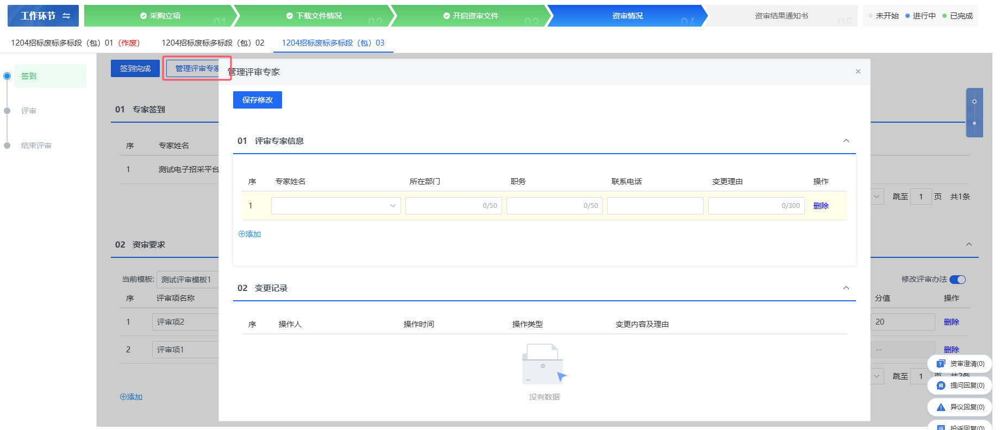 工作环节
采购立项 01
下载文件情况 02
开启资审文件 03
资审情况 04
资审结果通知书 05
未开始 进行中 已完成
1204招标废标多标段（包）01（作废） 1204招标废标多标段（包）02 1204招标废标多标段（包）03
签到
评审
结束评审
签到完成 管理评审专家
01 专家签到
序 专家姓名
1 测试电子招采平台
跳至 1 页 共1条
02 资审要求
当前模板: 测试评审模板1
修改评审办法
序 评审项名称 分值 操作
1 评审项2 20 删除
2 评审项1 -- 删除
跳至 1 页 共2条
添加
管理评审专家 ×
保存修改
01 评审专家信息
序 专家姓名 所在部门 职务 联系电话 变更理由 操作
1 0/50 0/50 0/300 删除
添加
02 变更记录
序 操作人 操作时间 操作类型 变更内容及理由
没有数据
? 资审澄清(0)
问 提问回复(0)
异议回复(0)
投诉回复(0)